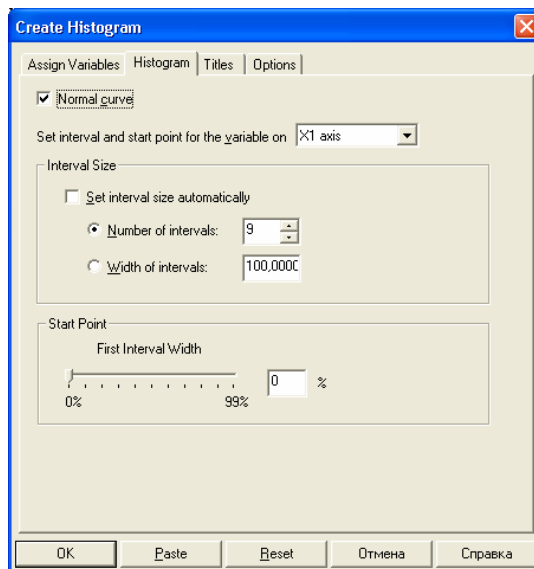 Create Histogram
Assign Variables Histogram Titles Options
Normal curve
Set interval and start point for the variable on X1 axis
Interval Size
Set interval size automatically
Number of intervals: 9
Width of intervals: 100,0000
Start Point
First Interval Width
0 %
0% 99%
OK Paste Reset Отмена Справка